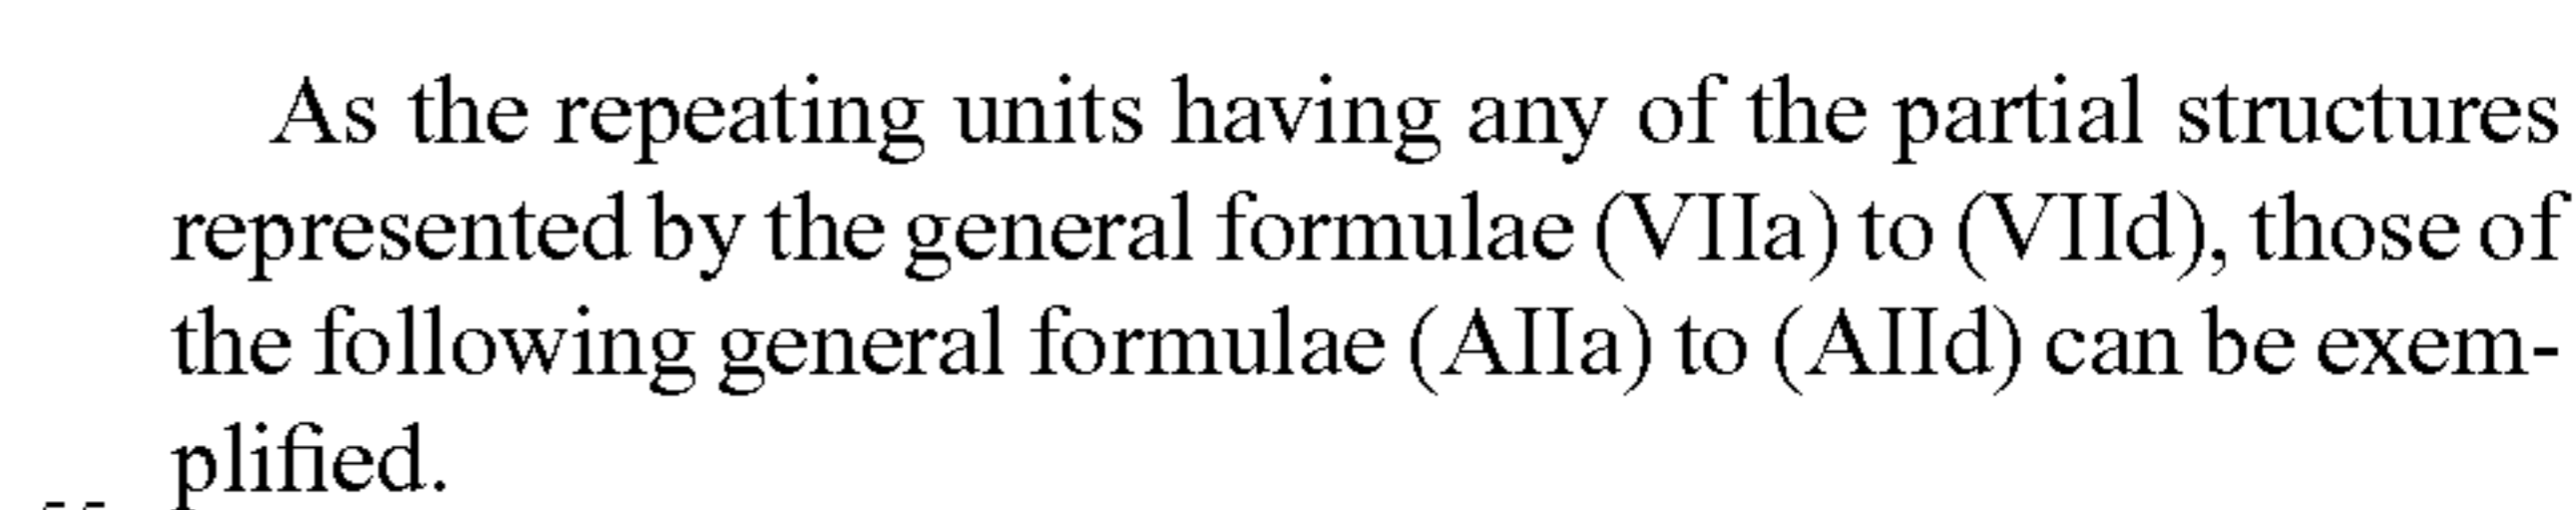 As the repeating units having any of the partial structures
represented by the general formulae (VIIa) to (VIId), those of
the following general formulae (AIIa) to (AIId) can be exem-
plified.